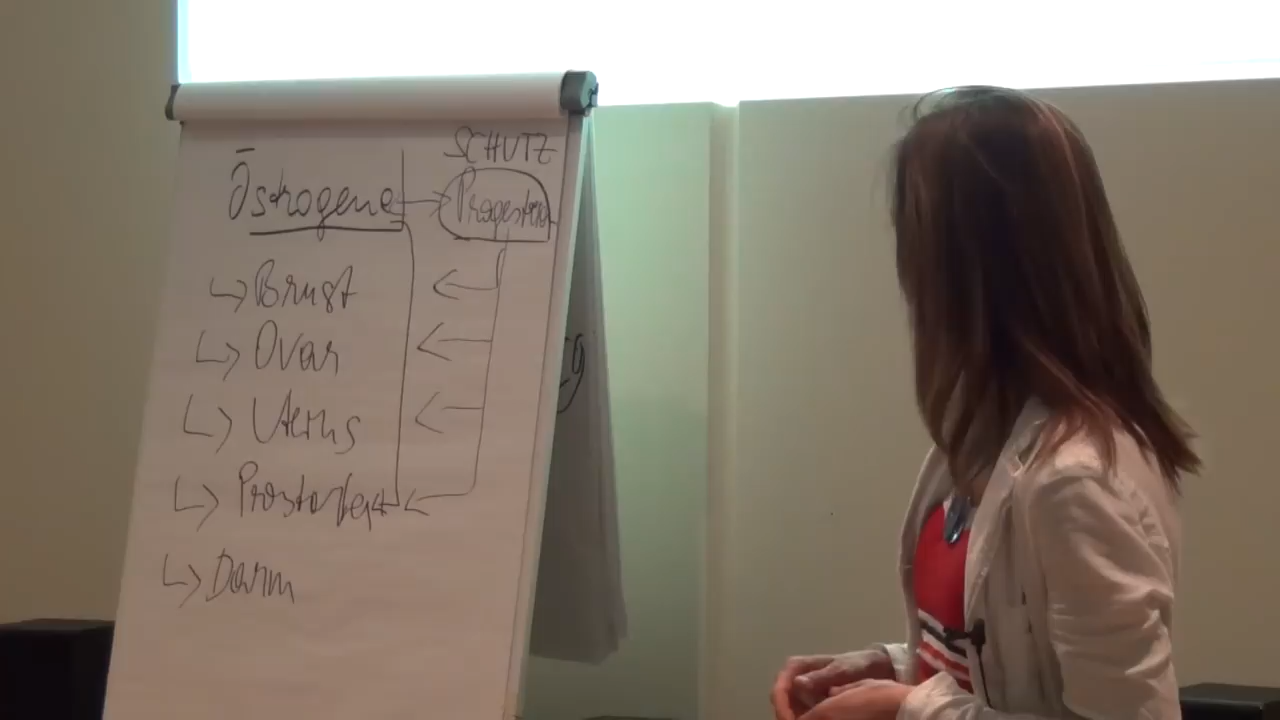 SCHUTZ
Östrogene → Progesteron
↳ Brust ←
↳ Ovar ←
↳ Uterus ←
↳ Prostata ←
↳ Darm